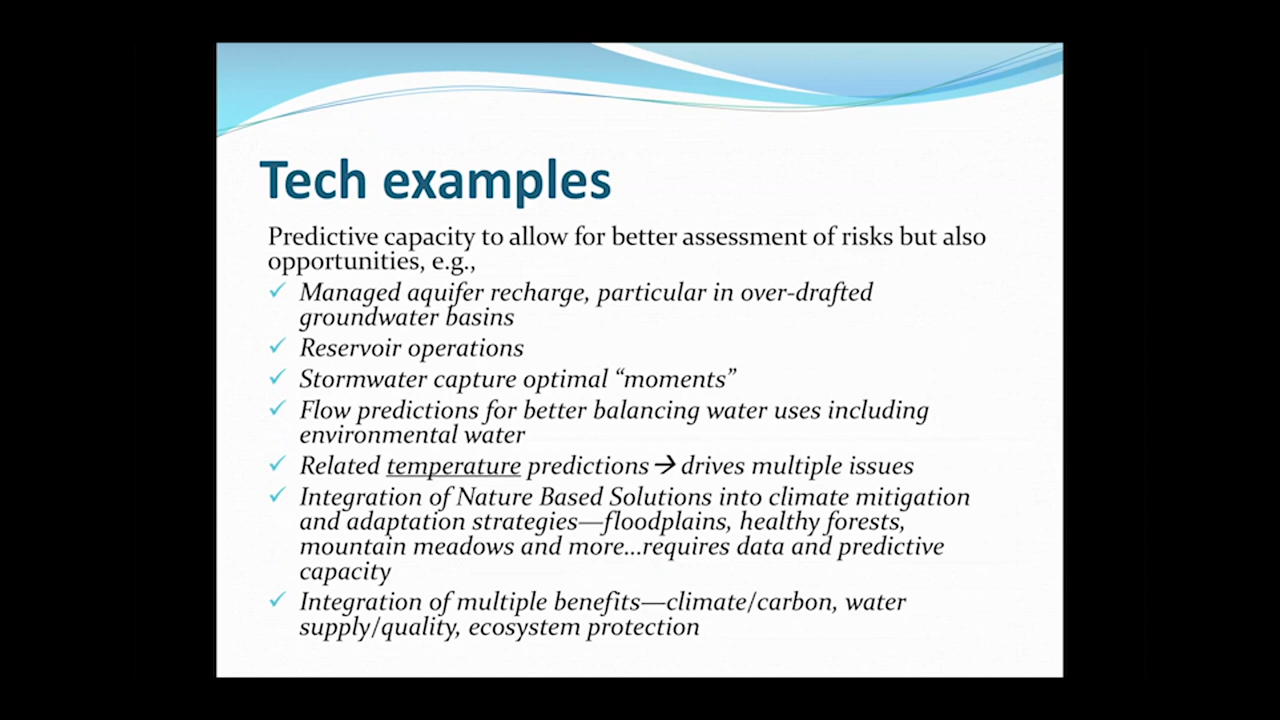 Tech examples
Predictive capacity to allow for better assessment of risks but also
opportunities, e.g.,
✓ Managed aquifer recharge, particular in over-drafted
groundwater basins
✓ Reservoir operations
✓ Stormwater capture optimal “moments”
✓ Flow predictions for better balancing water uses including
environmental water
✓ Related temperature predictions→ drives multiple issues
✓ Integration of Nature Based Solutions into climate mitigation
and adaptation strategies—floodplains, healthy forests,
mountain meadows and more...requires data and predictive
capacity
✓ Integration of multiple benefits—climate/carbon, water
supply/quality, ecosystem protection